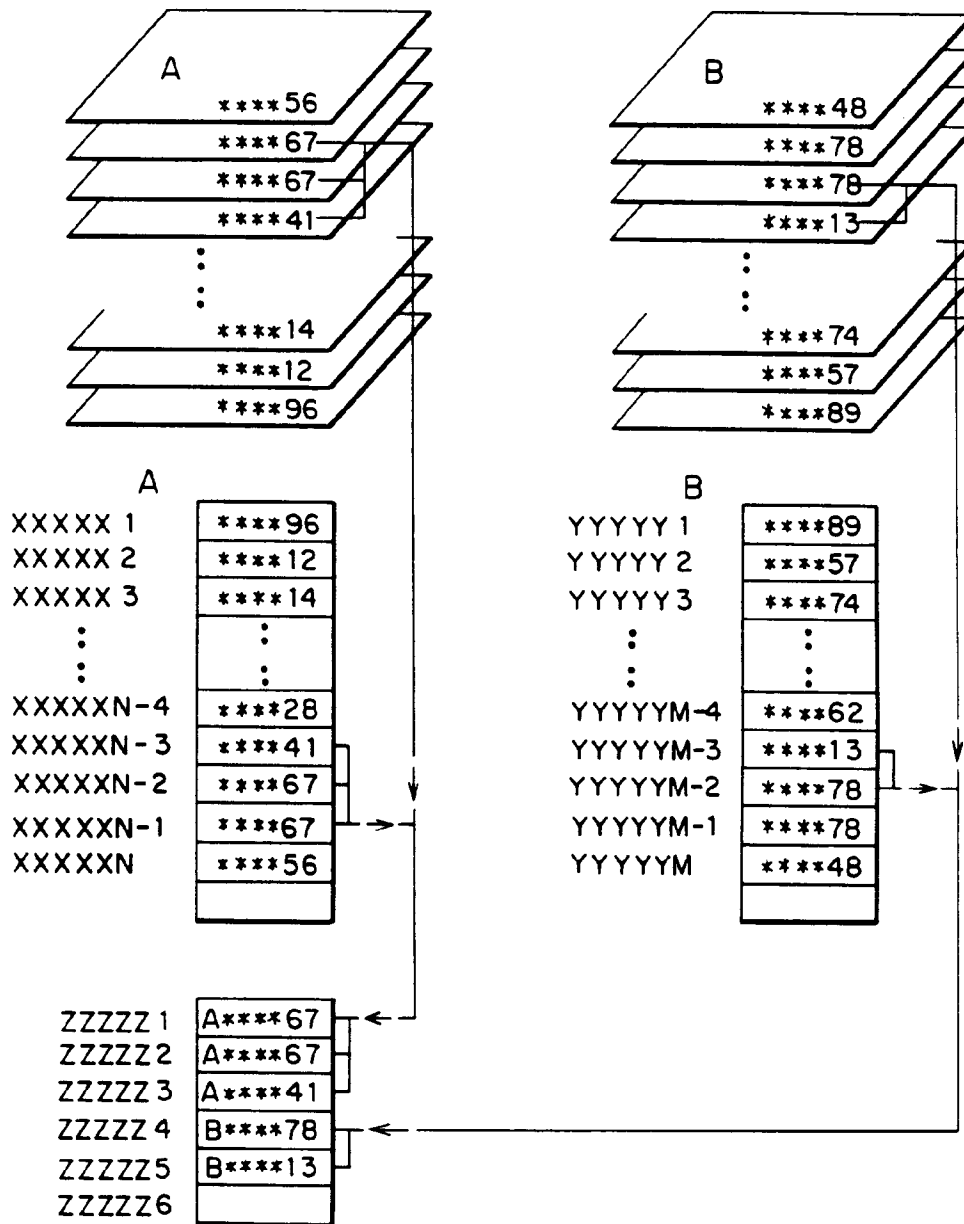 A
****56
****67
****67
****41
****14
****12
****96
B
****48
****78
****78
****13
****74
****57
****89
A
XXXXX 1 ****96
XXXXX 2 ****12
XXXXX 3 ****14
XXXXXN-4 ****28
XXXXXN-3 ****41
XXXXXN-2 ****67
XXXXXN-1 ****67
XXXXXN ****56
B
YYYYY 1 ****89
YYYYY 2 ****57
YYYYY 3 ****74
YYYYYM-4 ****62
YYYYYM-3 ****13
YYYYYM-2 ****78
YYYYYM-1 ****78
YYYYYM ****48
ZZZZZ 1 A****67
ZZZZZ 2 A****67
ZZZZZ 3 A****41
ZZZZZ 4 B****78
ZZZZZ 5 B****13
ZZZZZ6